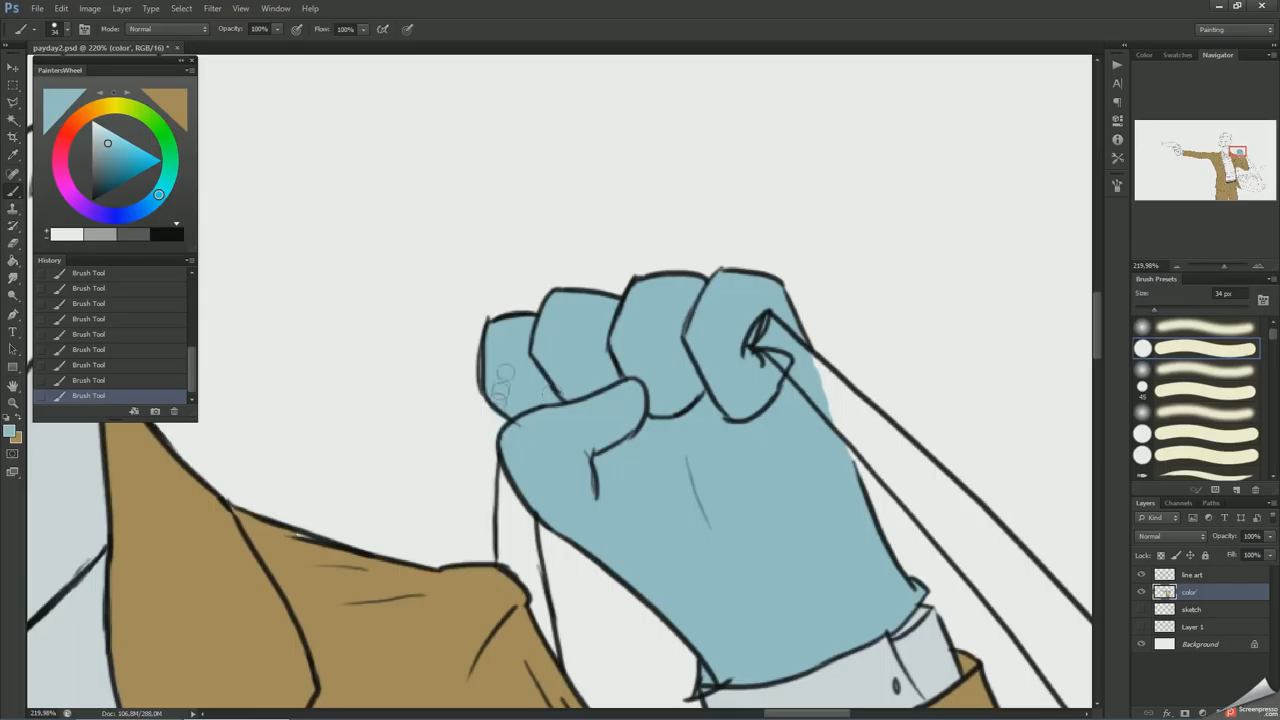 Ps File Edit Image Layer Type Select Filter View Window Help
34 Mode: Normal Opacity: 100% Flow: 100% Painting
payday2.psd @ 220% (color', RGB/16) * ×
Color Swatches Navigator
PaintersWheel
History
Brush Tool
Brush Tool
Brush Tool
Brush Tool
Brush Tool
Brush Tool
Brush Tool
Brush Tool
Brush Tool
219,98%
Brush Presets
Size: 34 px
45
Layers Channels Paths
Kind
Normal Opacity: 100%
Lock: Fill: 100%
line art
color'
sketch
Layer 1
Background
219,98% Doc: 106,8M/288,0M
Screenpresso.com